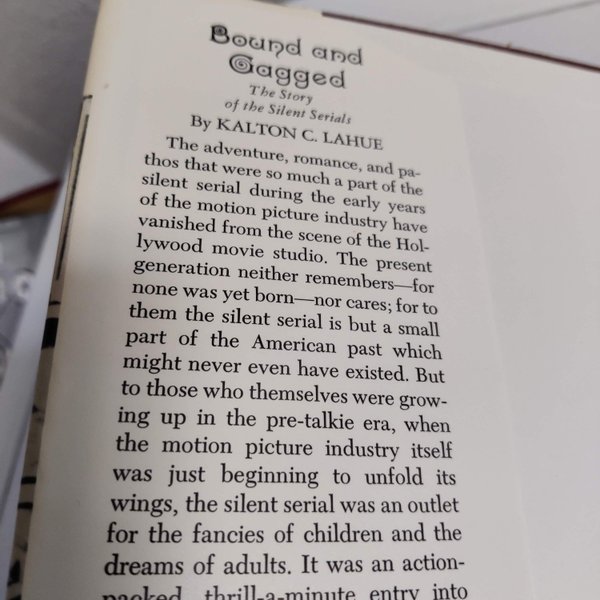 Bound and
Gagged
The Story
of the Silent Serials
By KALTON C. LAHUE
The adventure, romance, and pa-
thos that were so much a part of the
silent serial during the early years
of the motion picture industry have
vanished from the scene of the Hol-
lywood movie studio. The present
generation neither remembers—for
none was yet born—nor cares; for to
them the silent serial is but a small
part of the American past which
might never even have existed. But
to those who themselves were grow-
ing up in the pre-talkie era, when
the motion picture industry itself
was just beginning to unfold its
wings, the silent serial was an outlet
for the fancies of children and the
dreams of adults. It was an action-
packed, thrill-a-minute entry into